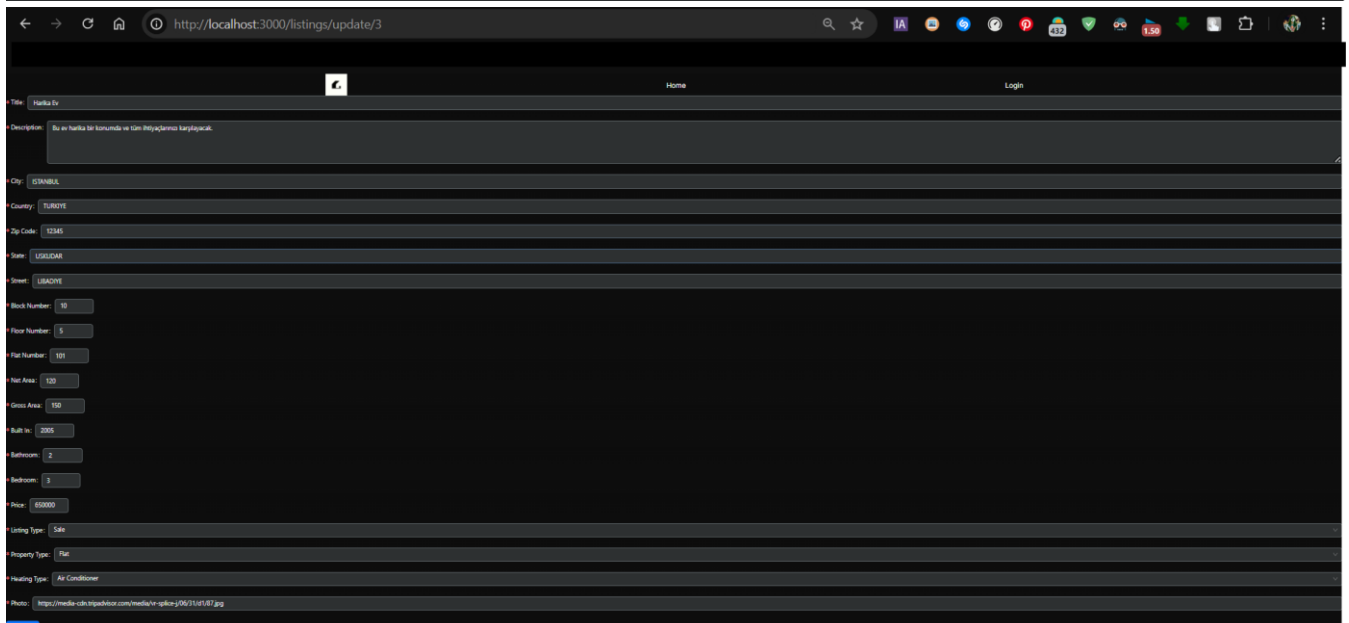 http://localhost:3000/listings/update/3
IA
432
1.50
Home Login
* Title: Harika Ev
* Description: Bu ev harika bir konumda ve tüm ihtiyaçlarınızı karşılayacak.
* City: ISTANBUL
* Country: TURKIYE
* Zip Code: 12345
* State: USKUDAR
* Street: LIBADIYE
* Block Number: 10
* Floor Number: 5
* Flat Number: 101
* Net Area: 120
* Gross Area: 150
* Built In: 2005
* Bathroom: 2
* Bedroom: 3
* Price: 650000
* Listing Type: Sale
* Property Type: Flat
* Heating Type: Air Conditioner
* Photo: https://media-cdn.tripadvisor.com/media/vr-splice-j/06/31/d1/87.jpg